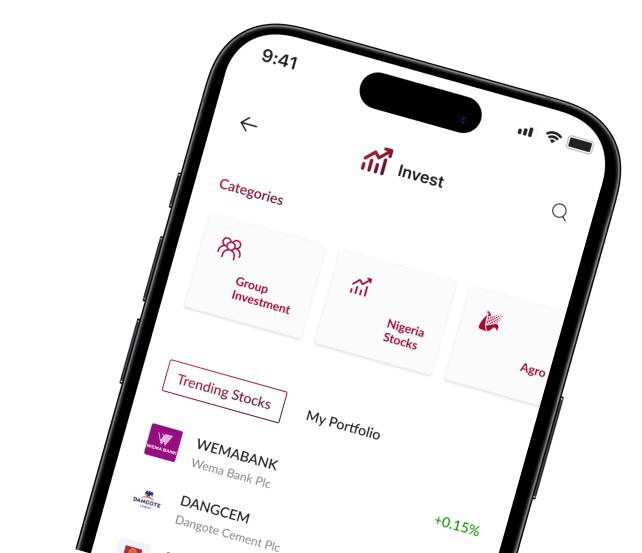 9:41
Invest
Categories
Group
Investment
Nigeria
Stocks
Agro
Trending Stocks
My Portfolio
WEMA BANK
WEMABANK
Wema Bank Plc
DANGOTE
CEMENT
DANGCEM
Dangote Cement Plc
+0.15%